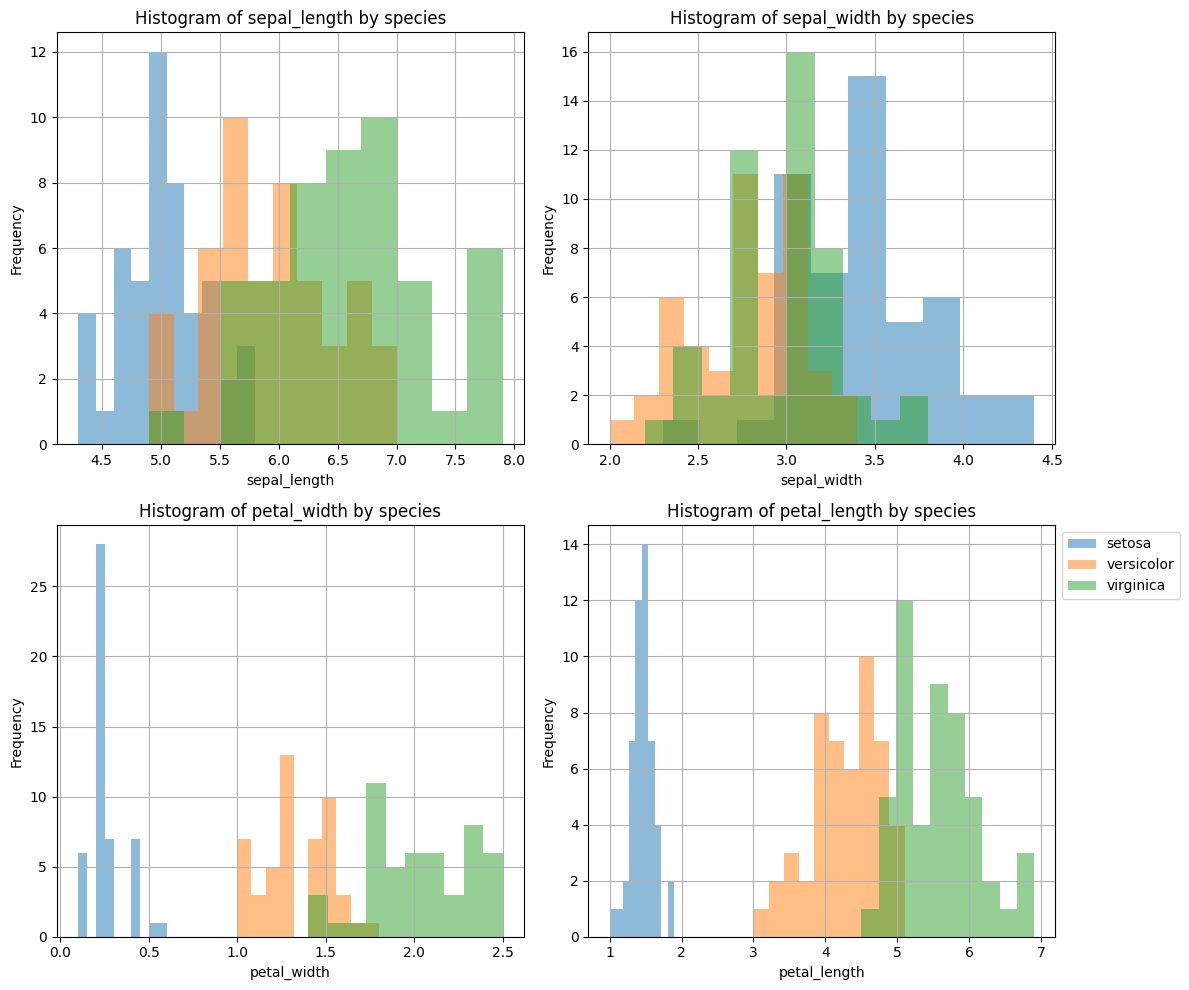 Histogram of sepal_length by species
12
10
8
6
4
2
0
Frequency
4.5 5.0 5.5 6.0 6.5 7.0 7.5 8.0
sepal_length
Histogram of sepal_width by species
16
14
12
10
8
6
4
2
0
Frequency
2.0 2.5 3.0 3.5 4.0 4.5
sepal_width
Histogram of petal_width by species
25
20
15
10
5
0
Frequency
0.0 0.5 1.0 1.5 2.0 2.5
petal_width
Histogram of petal_length by species
14
12
10
8
6
4
2
0
Frequency
1 2 3 4 5 6 7
petal_length
setosa
versicolor
virginica